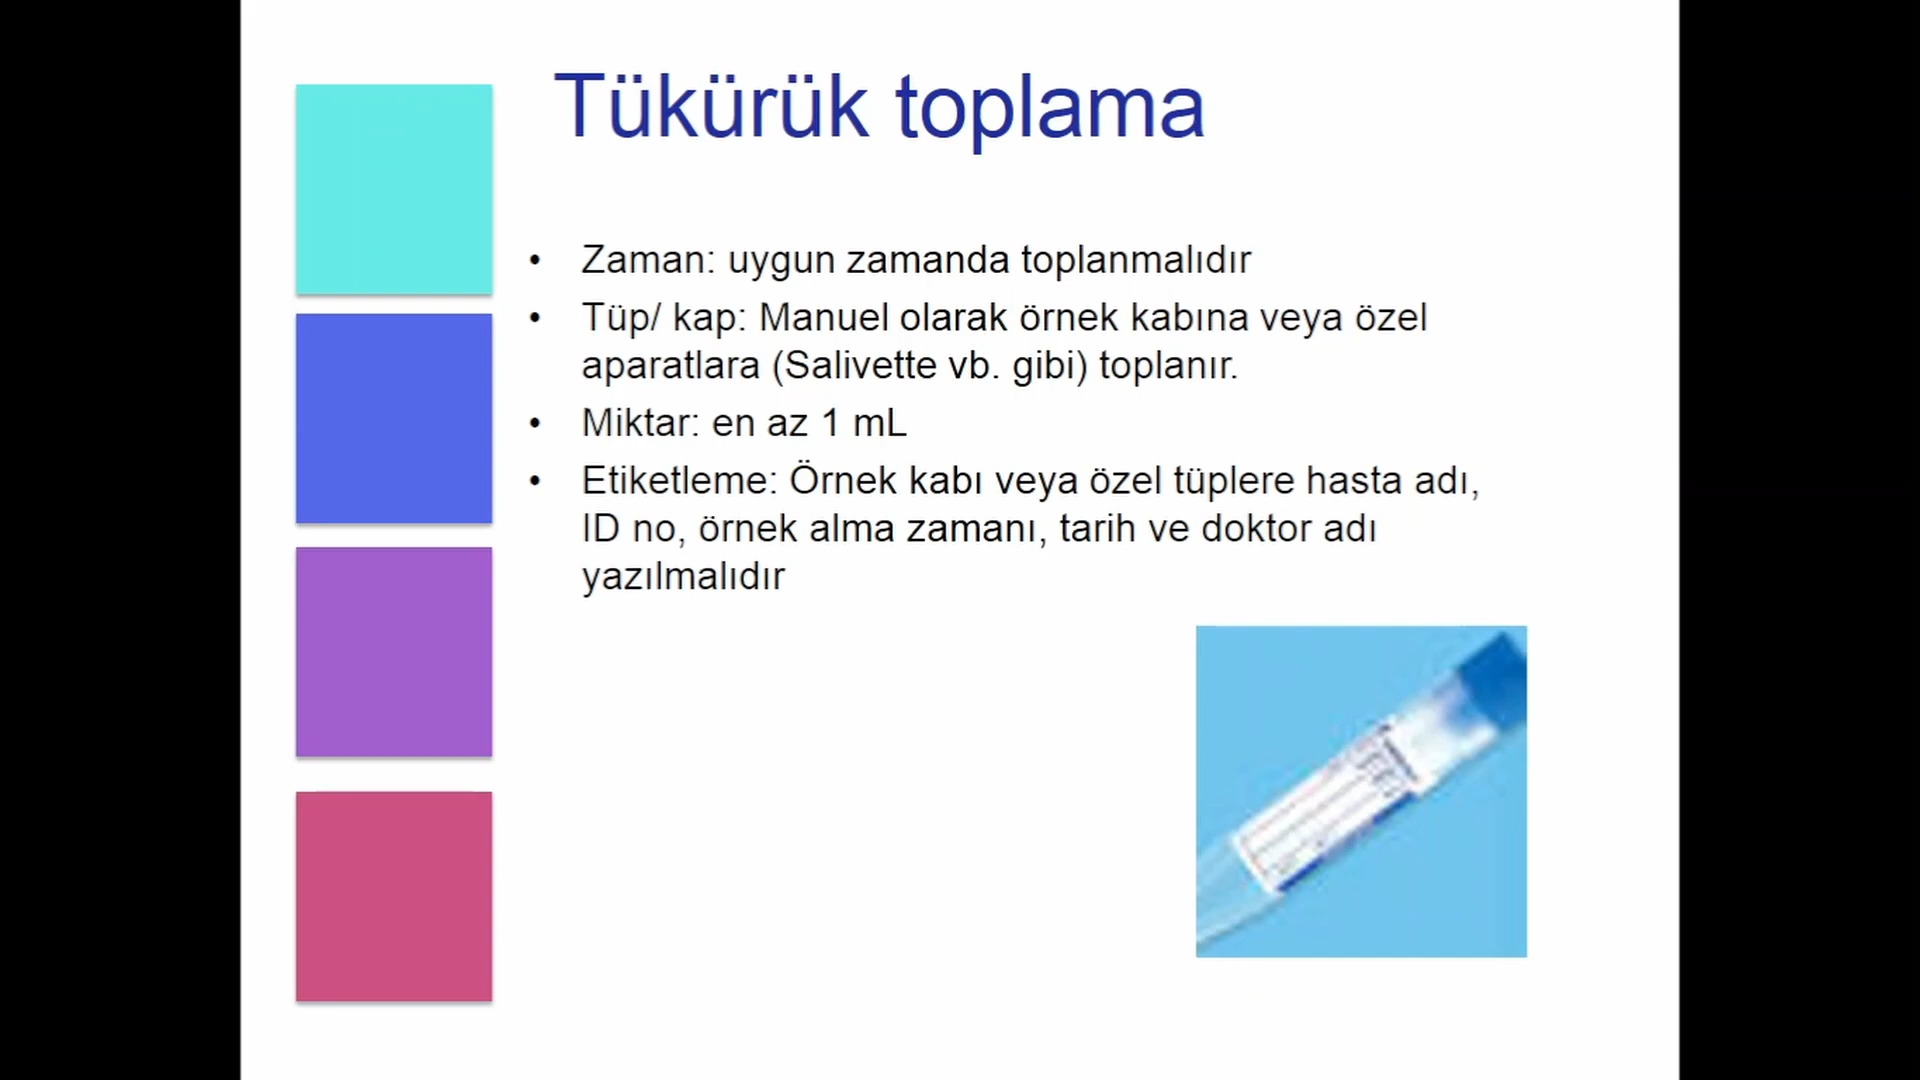 Tükürük toplama
• Zaman: uygun zamanda toplanmalıdır
• Tüp/ kap: Manuel olarak örnek kabına veya özel
aparatlara (Salivette vb. gibi) toplanır.
• Miktar: en az 1 mL
• Etiketleme: Örnek kabı veya özel tüplere hasta adı,
ID no, örnek alma zamanı, tarih ve doktor adı
yazılmalıdır